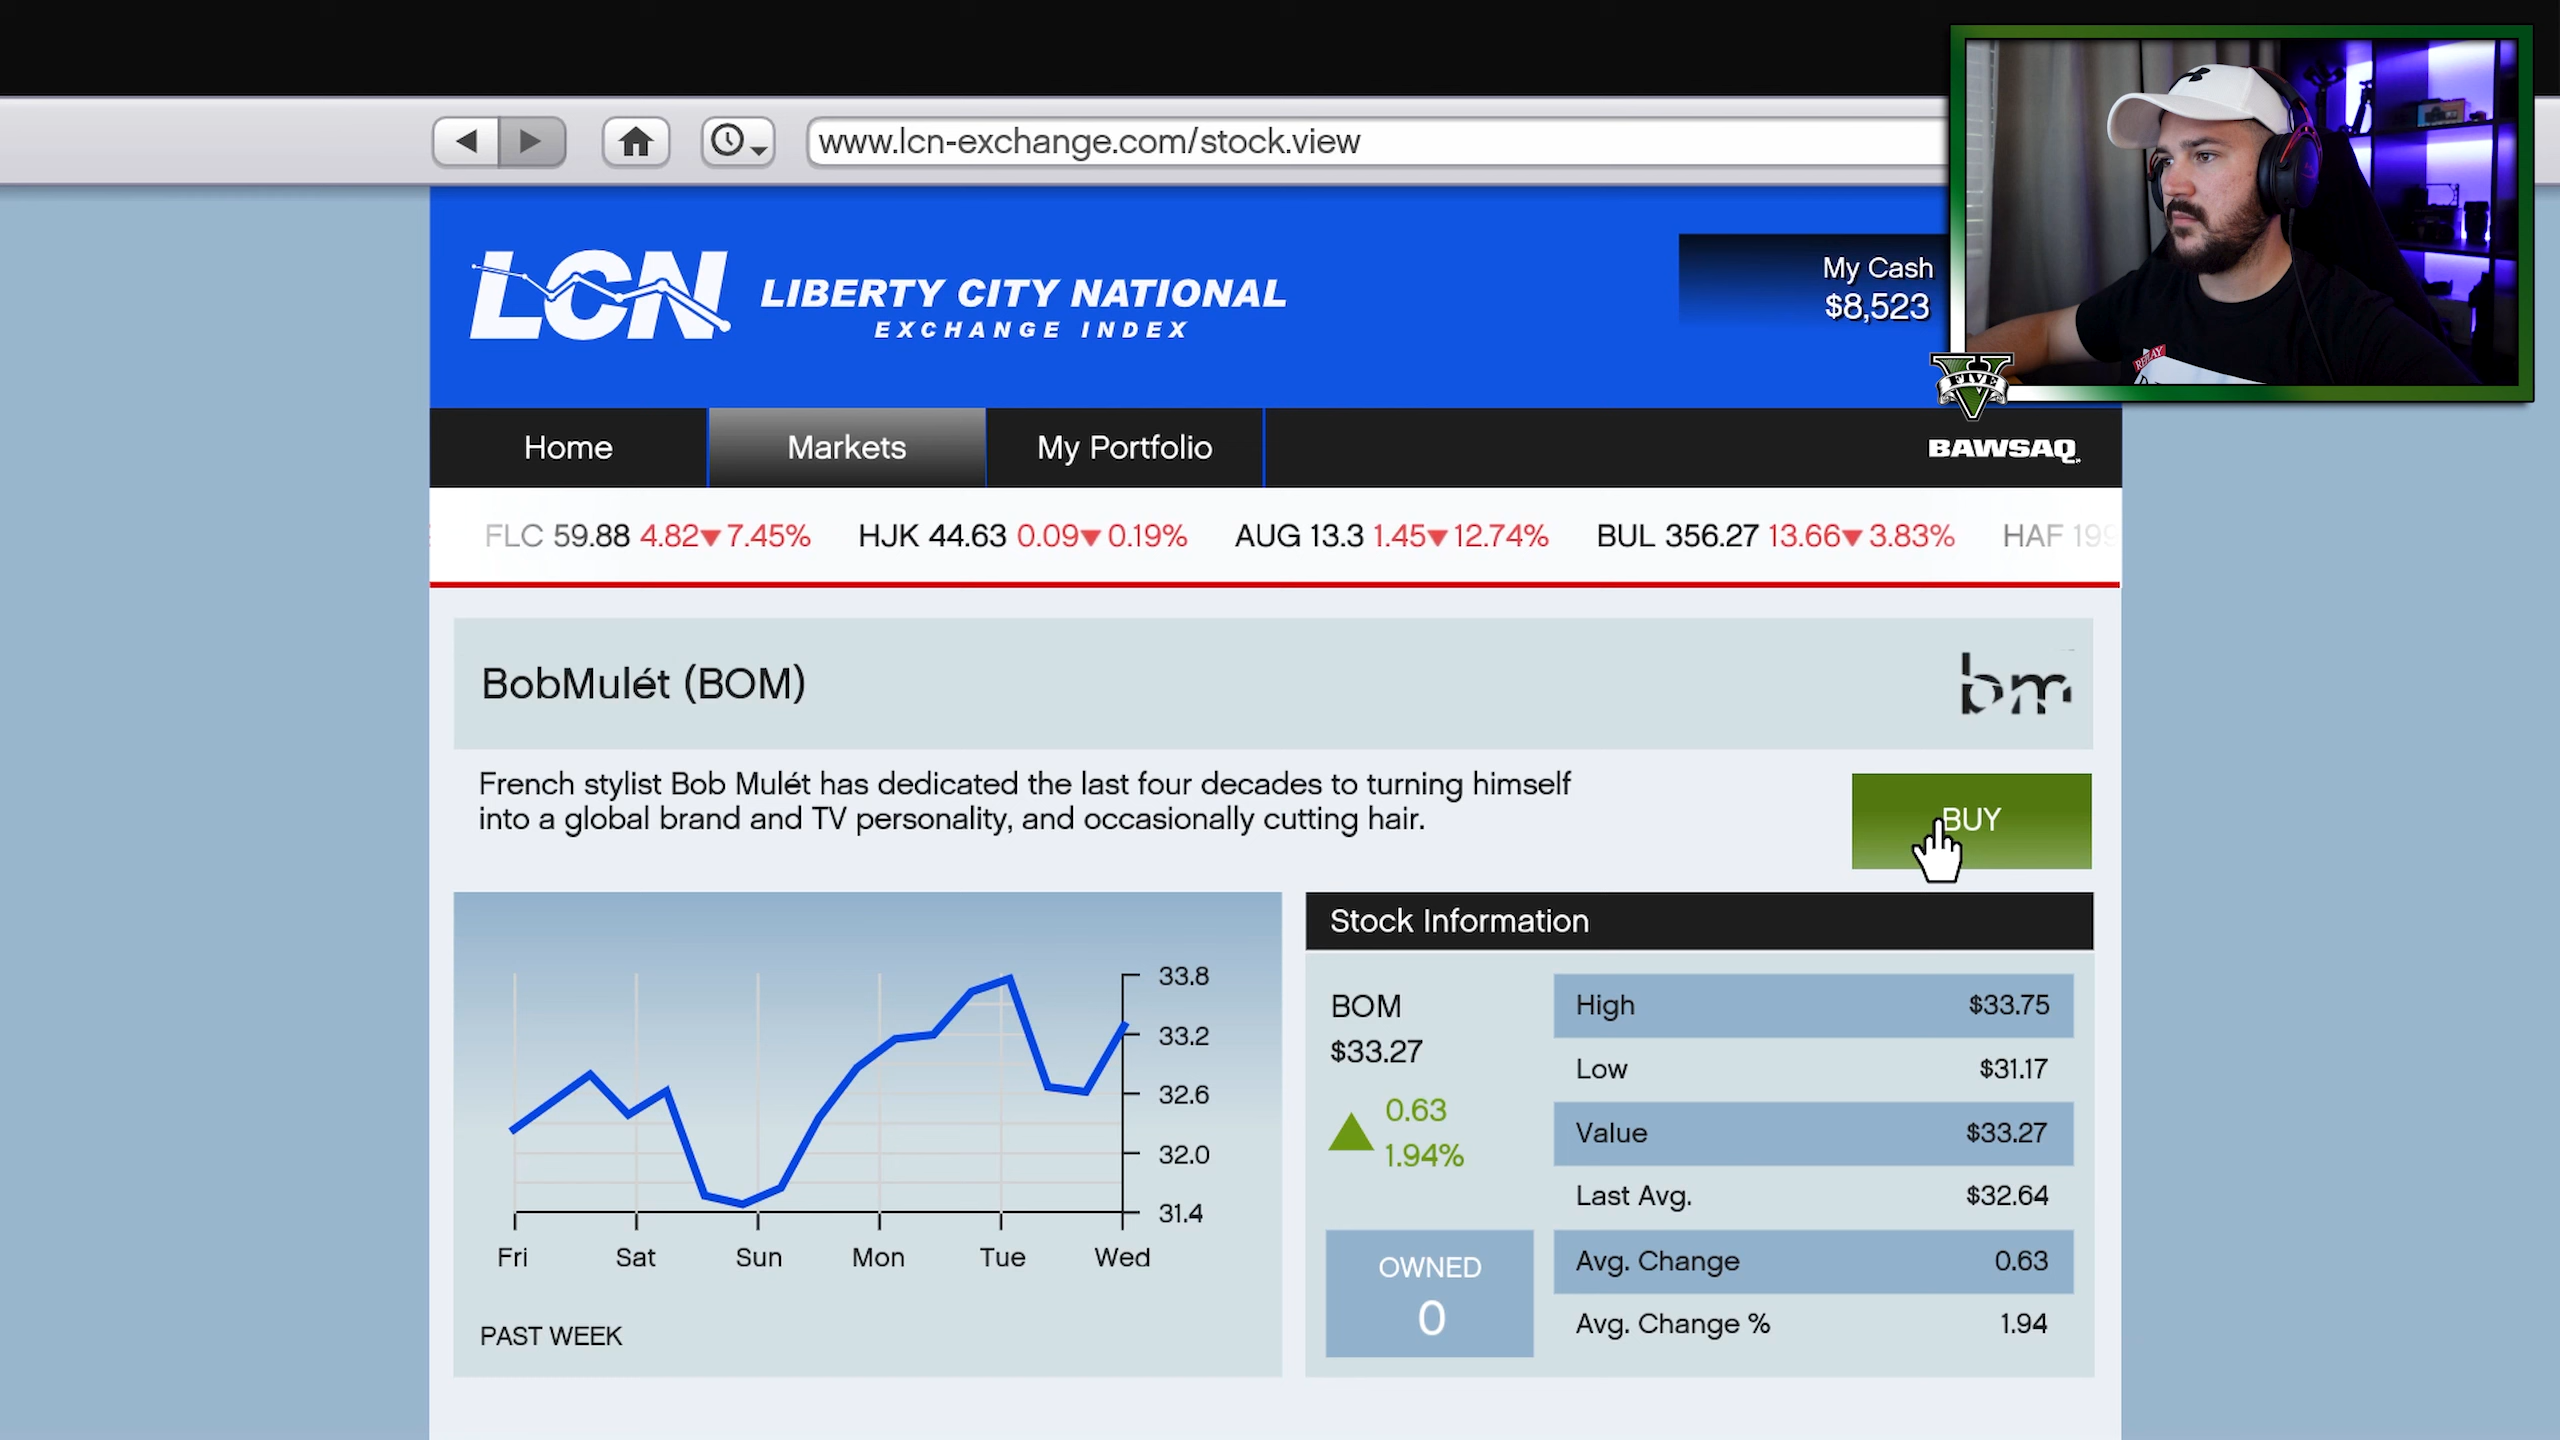 www.lcn-exchange.com/stock.view
LCN LIBERTY CITY NATIONAL
EXCHANGE INDEX
My Cash
$8,523
REPLAY
FIVE
V
Home Markets My Portfolio BAWSAQ
FLC 59.88 4.82▼7.45% HJK 44.63 0.09▼0.19% AUG 13.3 1.45▼12.74% BUL 356.27 13.66▼3.83% HAF 199
BobMulét (BOM) bm
French stylist Bob Mulét has dedicated the last four decades to turning himself
into a global brand and TV personality, and occasionally cutting hair.
BUY
33.8
33.2
32.6
32.0
31.4
Fri Sat Sun Mon Tue Wed
PAST WEEK
Stock Information
BOM
$33.27
▲ 0.63
1.94%
OWNED
0
High $33.75
Low $31.17
Value $33.27
Last Avg. $32.64
Avg. Change 0.63
Avg. Change % 1.94